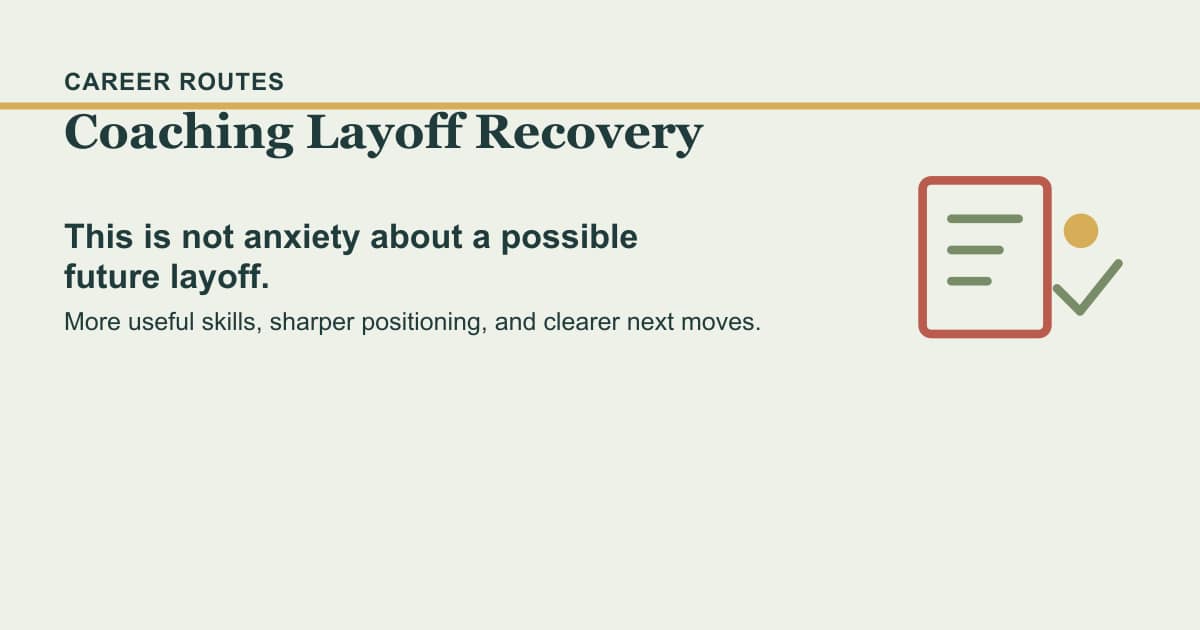 CAREER ROUTES
Coaching Layoff Recovery
This is not anxiety about a possible
future layoff.
More useful skills, sharper positioning, and clearer next moves.